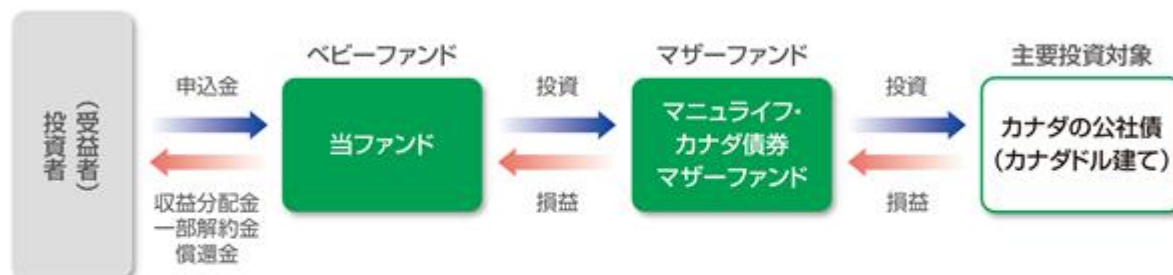 投資者
（受益者）
申込金
収益分配金
一部解約金
償還金
ベビーファンド
当ファンド
投資
損益
マザーファンド
マニュライフ・
カナダ債券
マザーファンド
投資
損益
主要投資対象
カナダの公社債
（カナダドル建て）